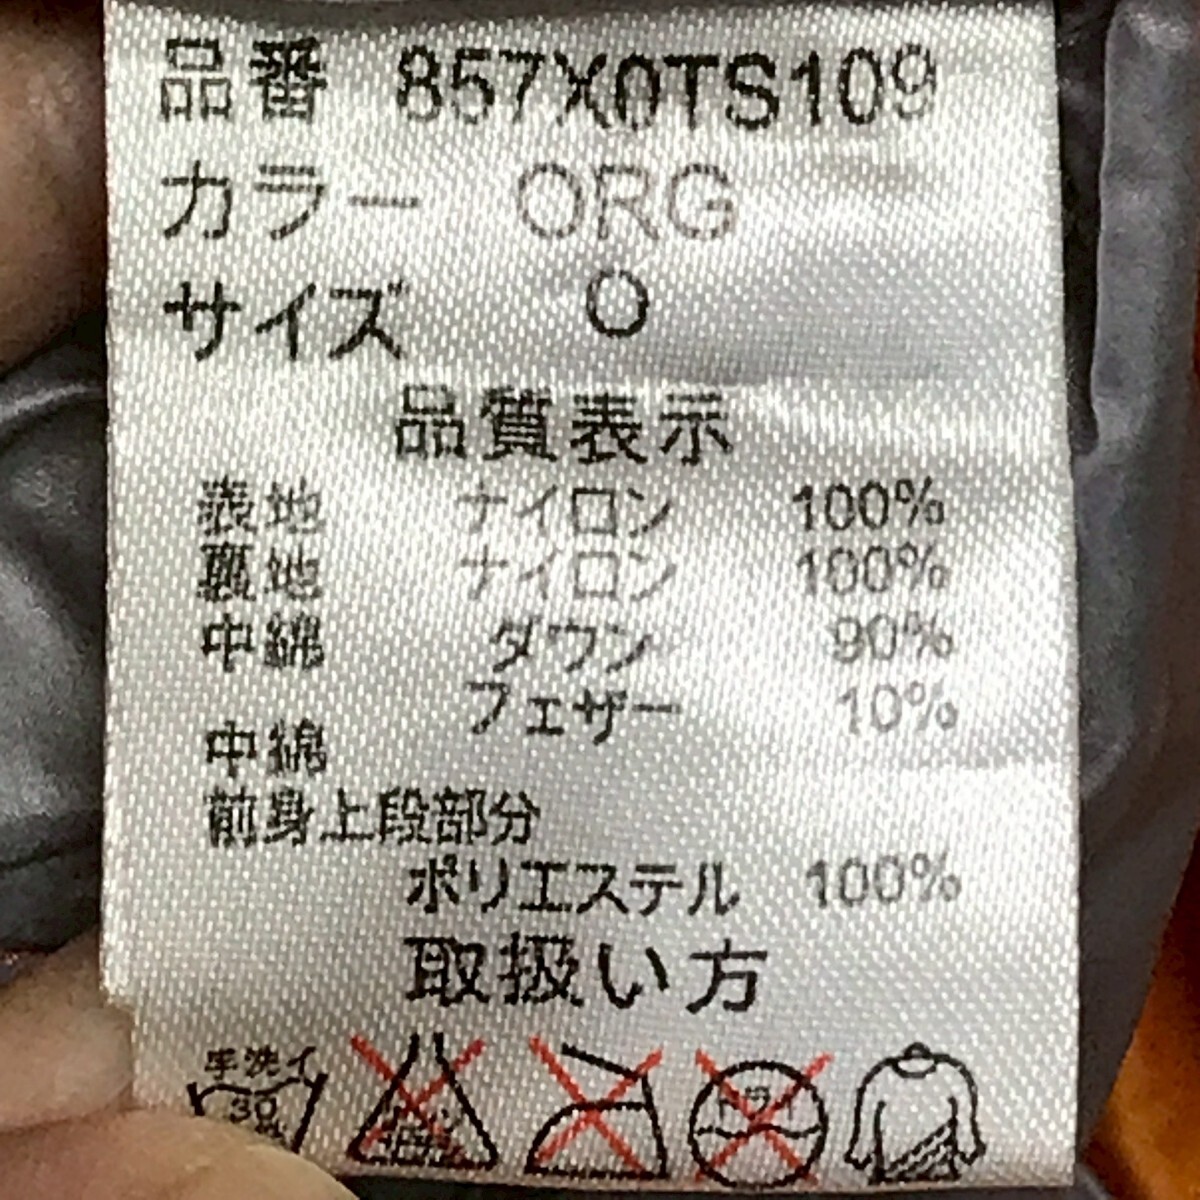 品番 857X0TS109
カラー ORG
サイズ O
品質表示
表地 ナイロン 100%
裏地 ナイロン 100%
中綿 ダウン 90%
フェザー 10%
中綿
前身上段部分
ポリエステル 100%
取扱い方
手洗イ
30
ドライ